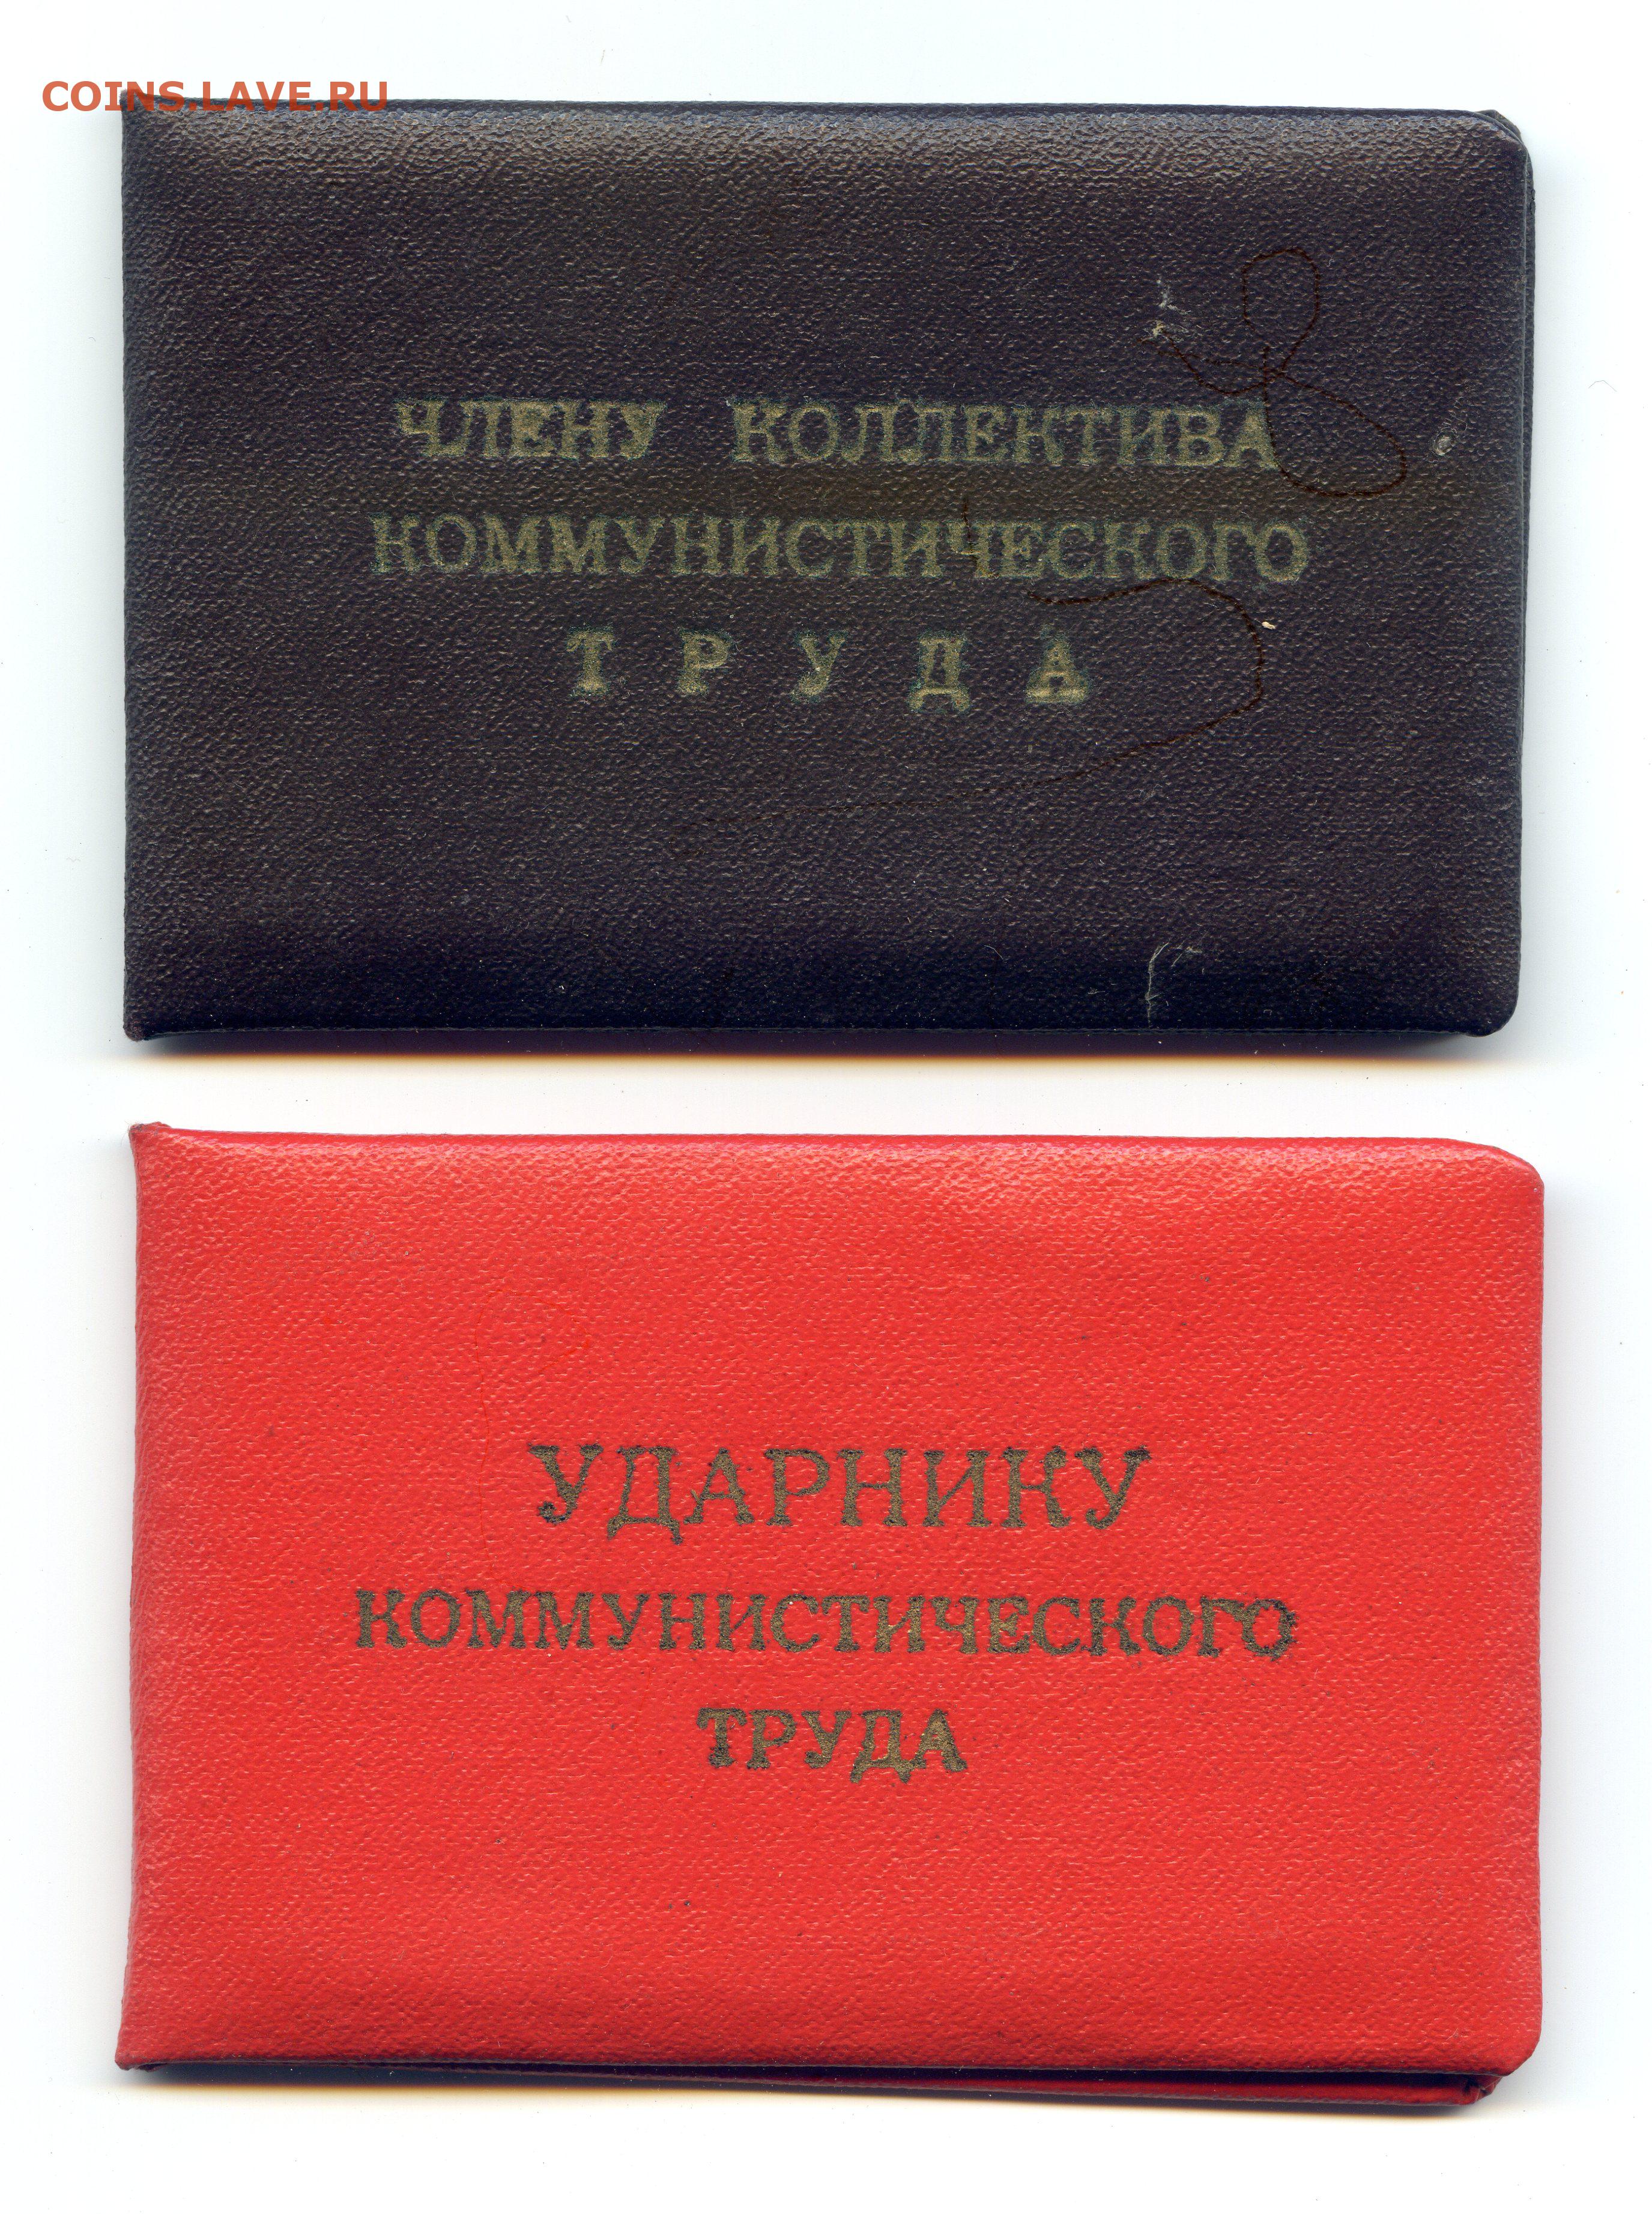 COINS.LAVE.RU
ЧЛЕНУ КОЛЛЕКТИВА
КОММУНИСТИЧЕСКОГО
ТРУДА
УДАРНИКУ
КОММУНИСТИЧЕСКОГО
ТРУДА